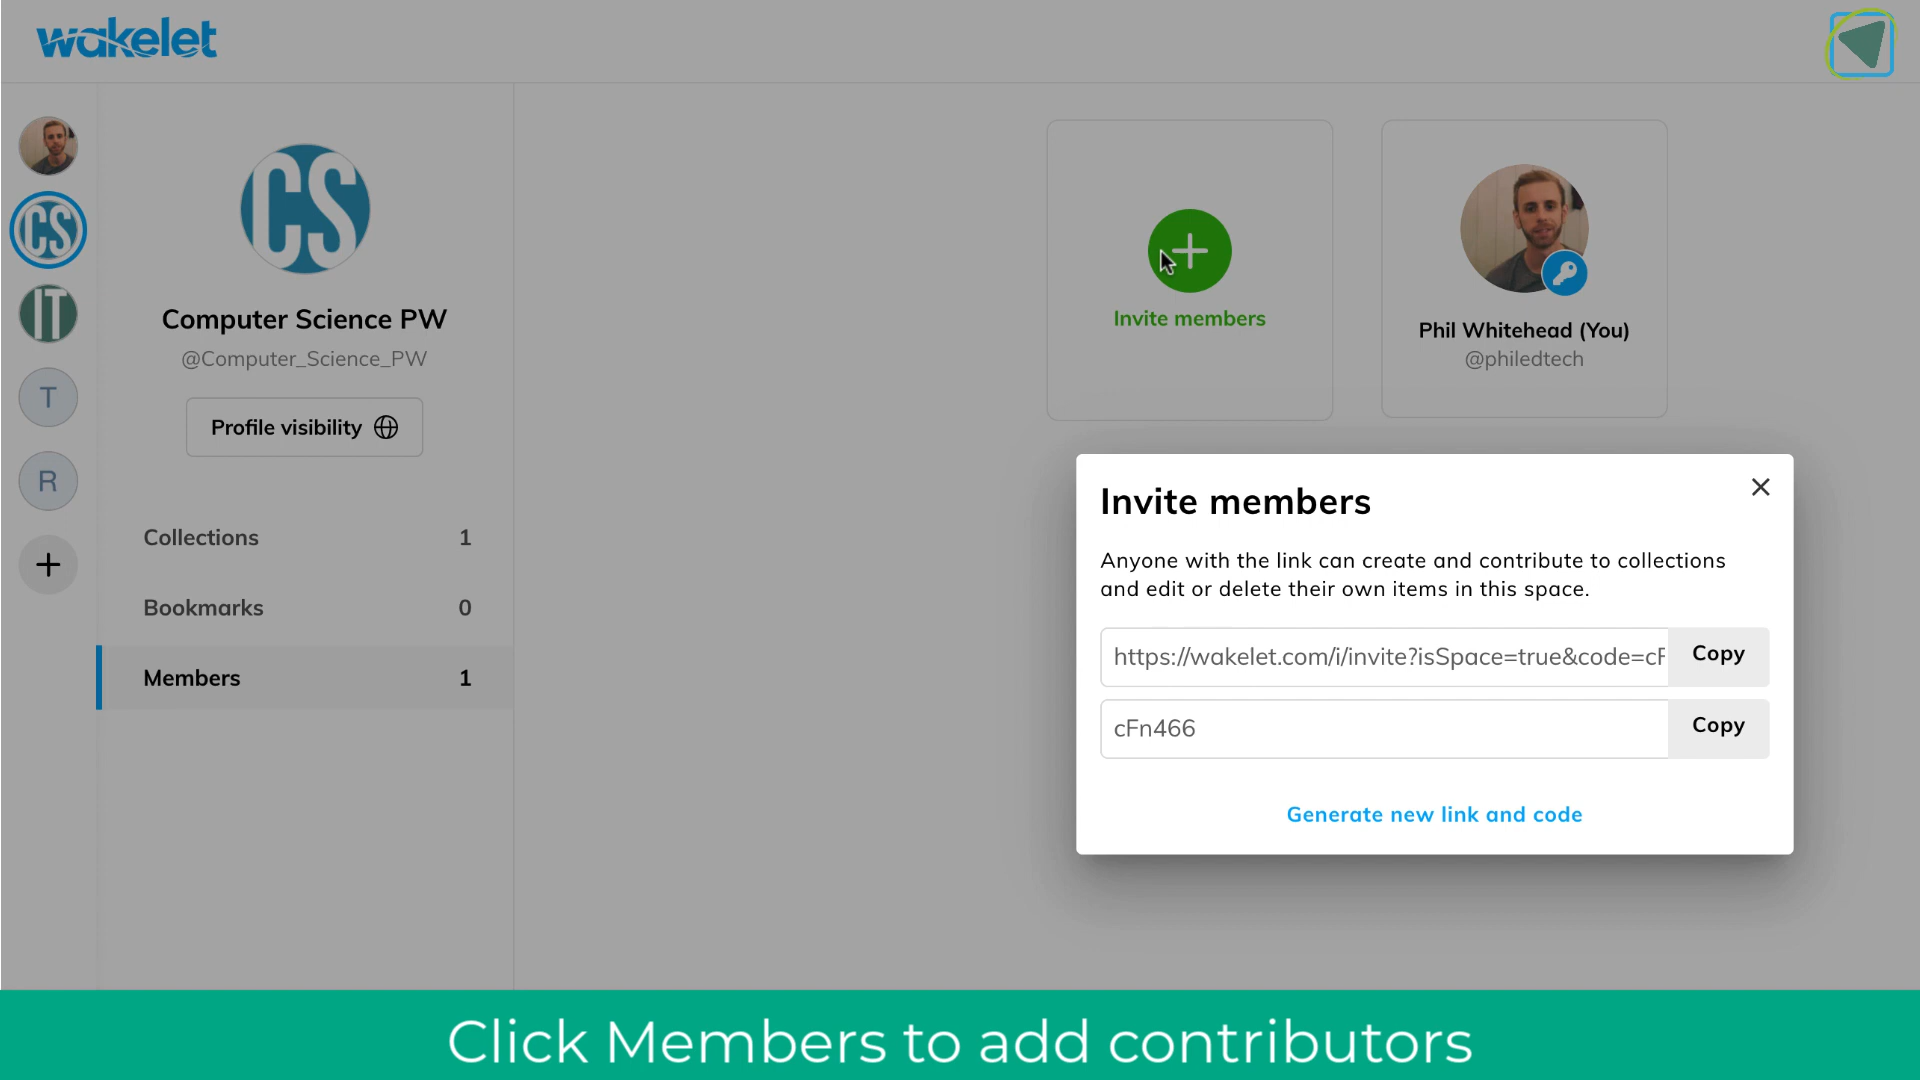 wakelet
CS
Computer Science PW
@Computer_Science_PW
Profile visibility
CS
IT
T
R
Collections 1
Bookmarks 0
Members 1
Invite members
Phil Whitehead (You)
@philedtech
Invite members
Anyone with the link can create and contribute to collections
and edit or delete their own items in this space.
https://wakelet.com/i/invite?isSpace=true&code=cF
Copy
cFn466
Copy
Generate new link and code
Click Members to add contributors